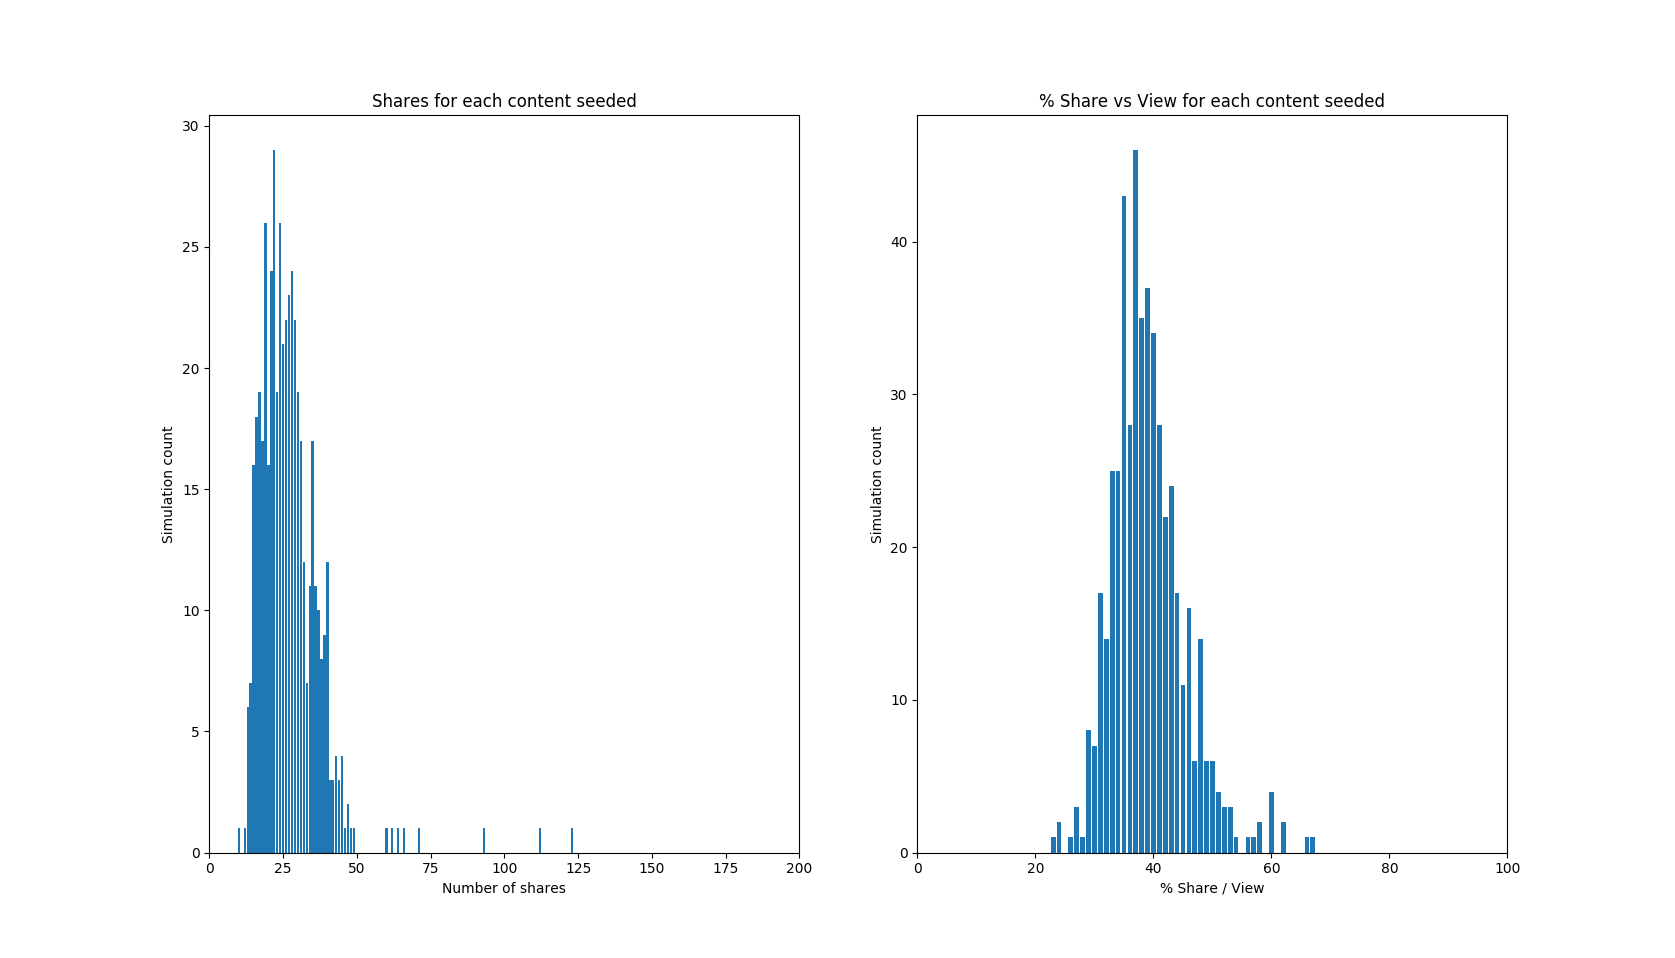 Shares for each content seeded
30
25
20
15
10
5
0
Simulation count
0 25 50 75 100 125 150 175 200
Number of shares
% Share vs View for each content seeded
40
30
20
10
0
Simulation count
0 20 40 60 80 100
% Share / View